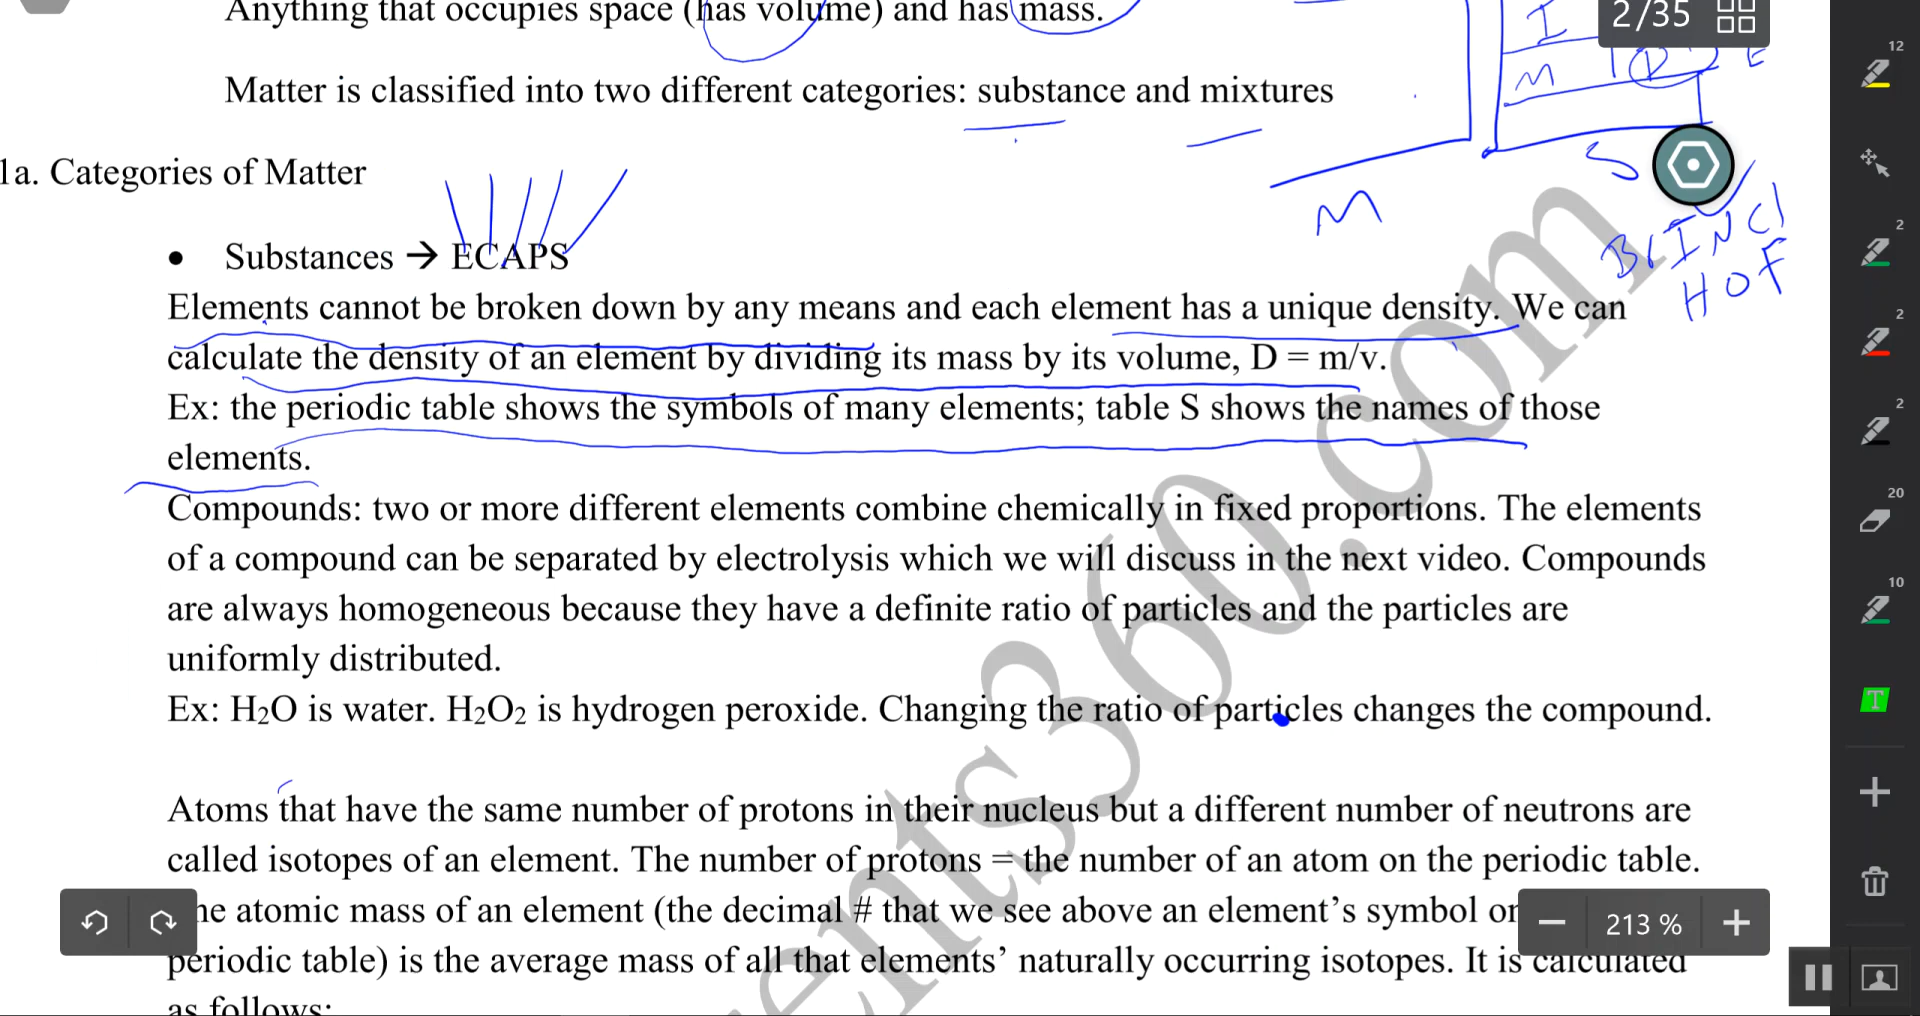 Anything that occupies space (has volume) and has mass.
2/35
I
M
E
Matter is classified into two different categories: substance and mixtures
S
M
BrINCl
HOF
1a. Categories of Matter
• Substances → ECAPS
Elements cannot be broken down by any means and each element has a unique density. We can
calculate the density of an element by dividing its mass by its volume, D = m/v.
Ex: the periodic table shows the symbols of many elements; table S shows the names of those
elements.
Compounds: two or more different elements combine chemically in fixed proportions. The elements
of a compound can be separated by electrolysis which we will discuss in the next video. Compounds
are always homogeneous because they have a definite ratio of particles and the particles are
uniformly distributed.
Ex: H₂O is water. H₂O₂ is hydrogen peroxide. Changing the ratio of particles changes the compound.
Atoms that have the same number of protons in their nucleus but a different number of neutrons are
called isotopes of an element. The number of protons = the number of an atom on the periodic table.
he atomic mass of an element (the decimal # that we see above an element’s symbol or
periodic table) is the average mass of all that elements’ naturally occurring isotopes. It is calculated
as follows:
213 %
ents360.com
12
2
2
2
20
10
T